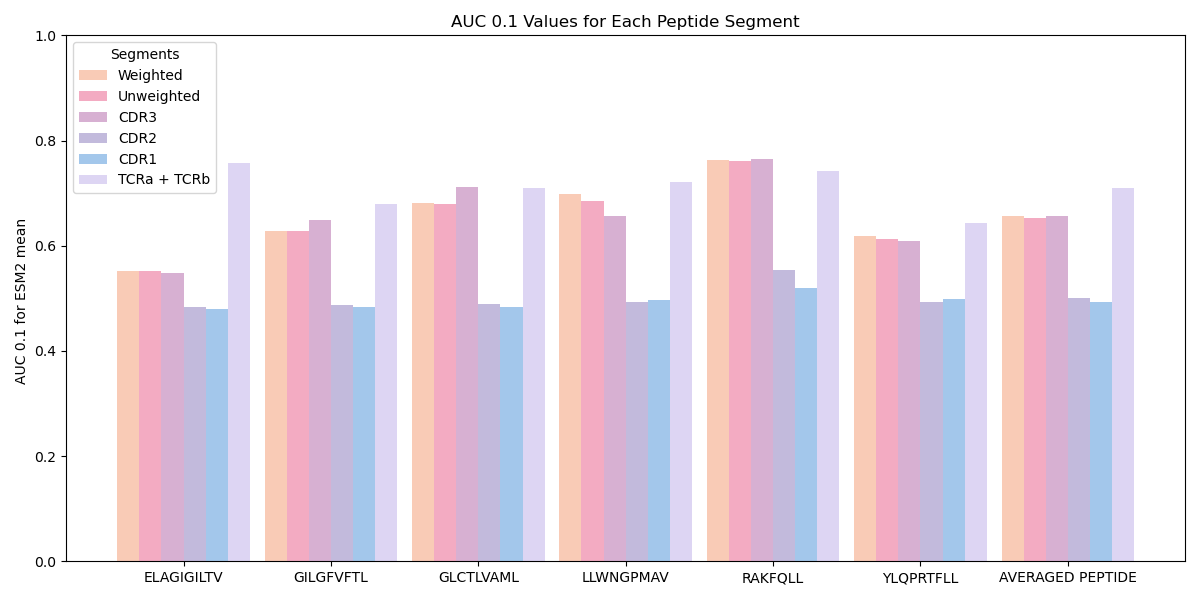 AUC 0.1 Values for Each Peptide Segment
1.0
0.8
0.6
0.4
0.2
0.0
AUC 0.1 for ESM2 mean
Segments
Weighted
Unweighted
CDR3
CDR2
CDR1
TCRa + TCRb
ELAGIGILTV
GILGFVFTL
GLCTLVAML
LLWNGPMAV
RAKFQLL
YLQPRTFLL
AVERAGED PEPTIDE